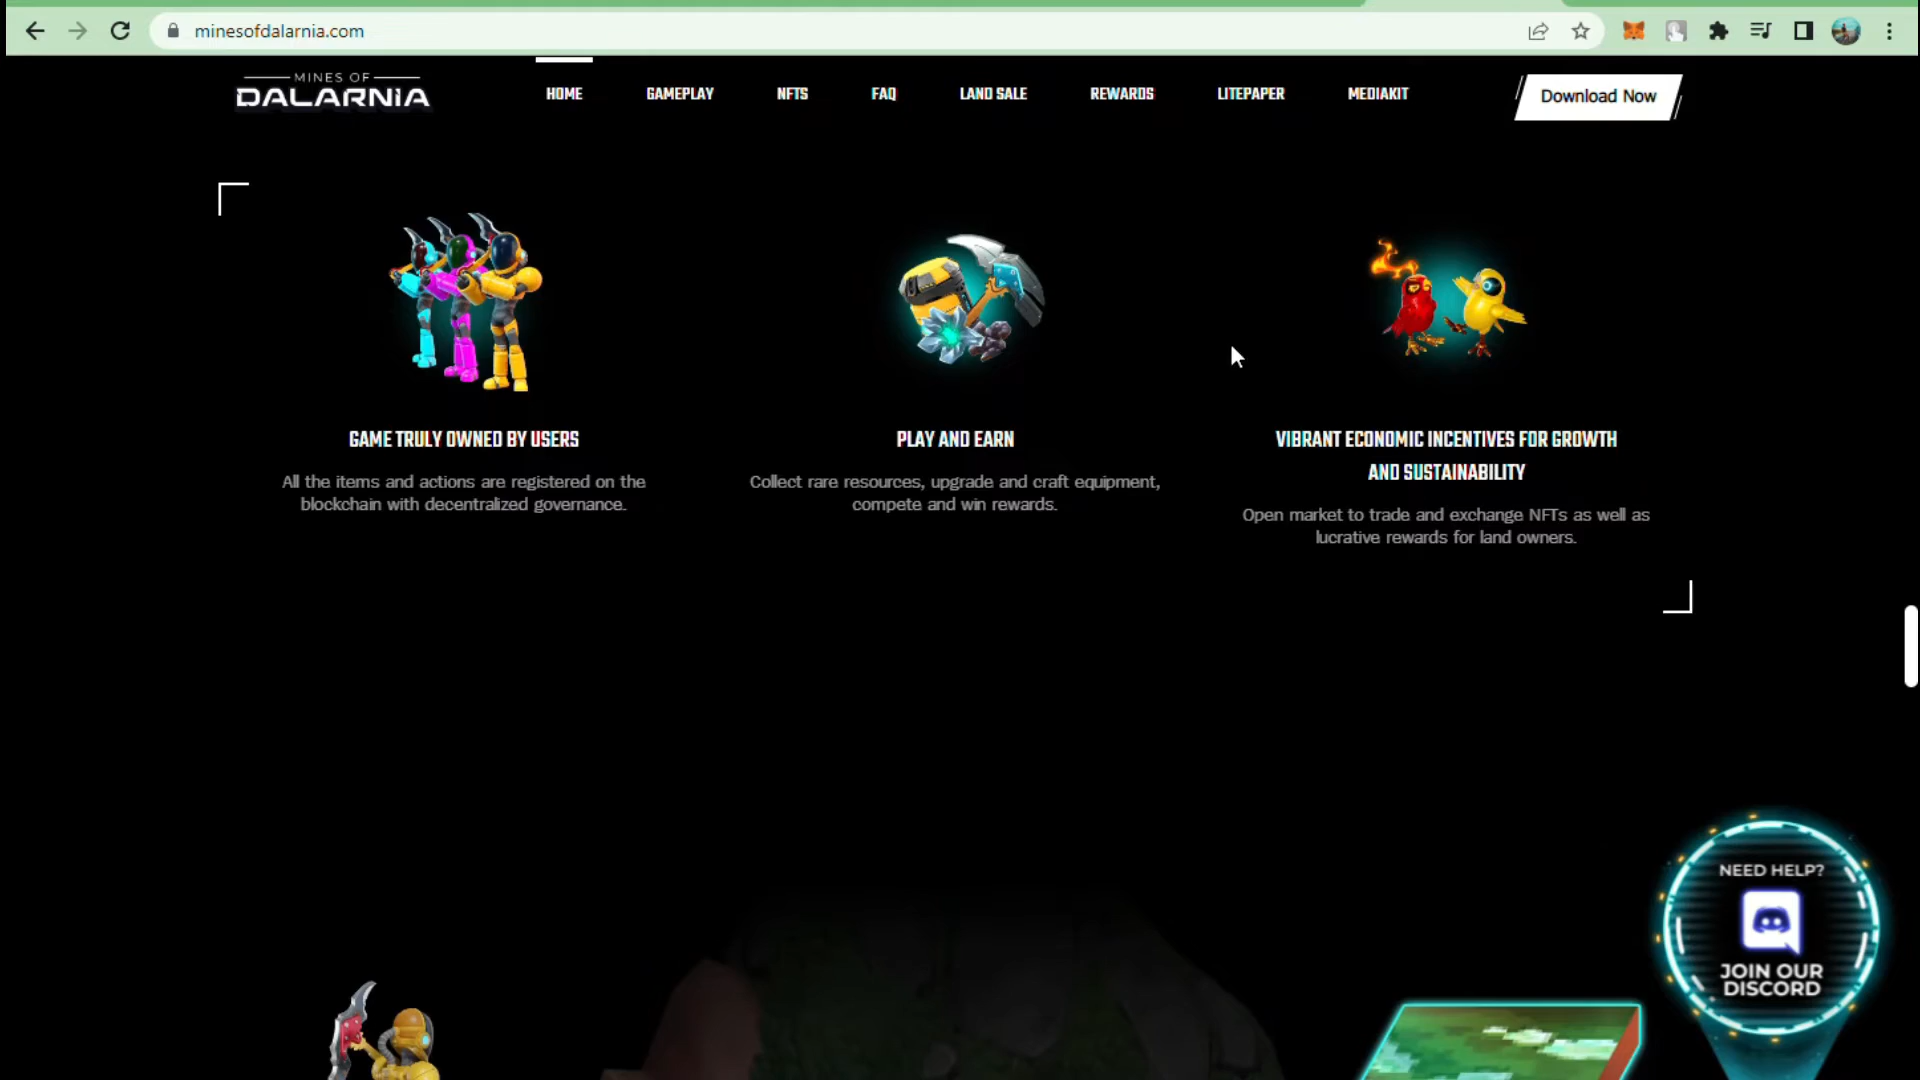 minesofdalarnia.com
MINES OF
DALARNIA
HOME
GAMEPLAY
NFTS
FAQ
LAND SALE
REWARDS
LITEPAPER
MEDIAKIT
Download Now
GAME TRULY OWNED BY USERS
All the items and actions are registered on the
blockchain with decentralized governance.
PLAY AND EARN
Collect rare resources, upgrade and craft equipment,
compete and win rewards.
VIBRANT ECONOMIC INCENTIVES FOR GROWTH
AND SUSTAINABILITY
Open market to trade and exchange NFTs as well as
lucrative rewards for land owners.
NEED HELP?
JOIN OUR
DISCORD